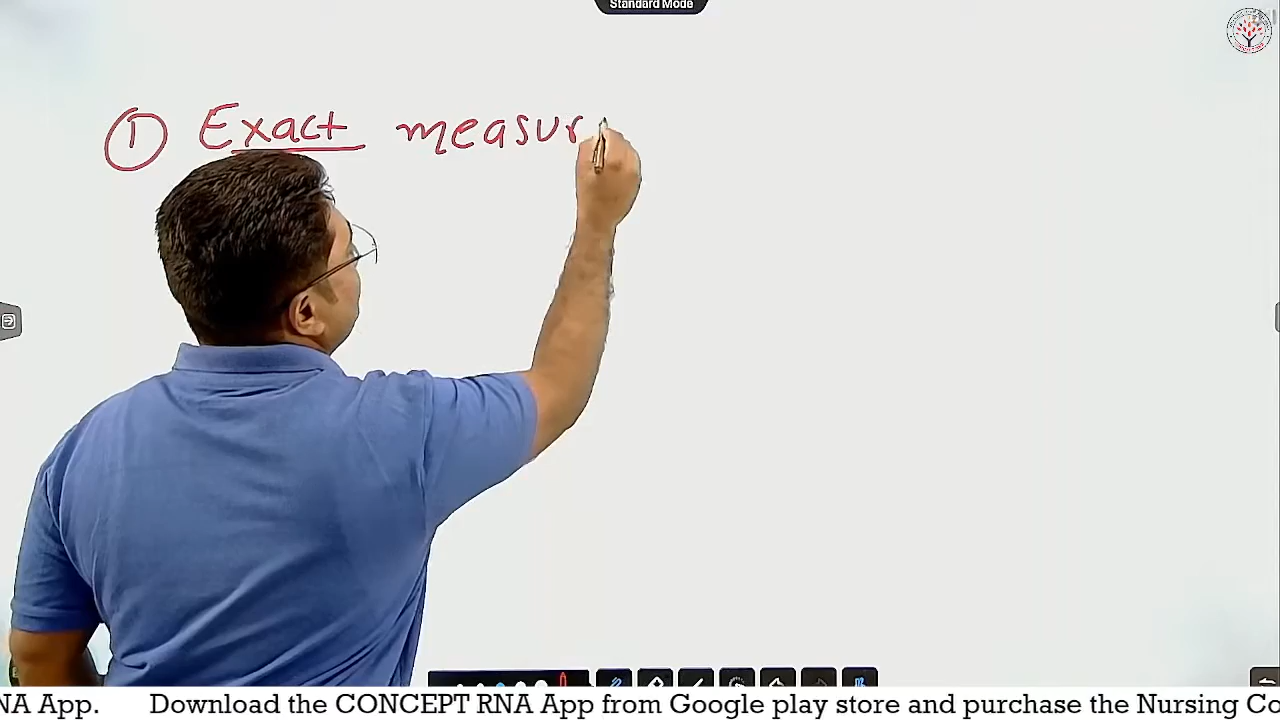 Standard Mode
① Exact measur
NA App. Download the CONCEPT RNA App from Google play store and purchase the Nursing Co